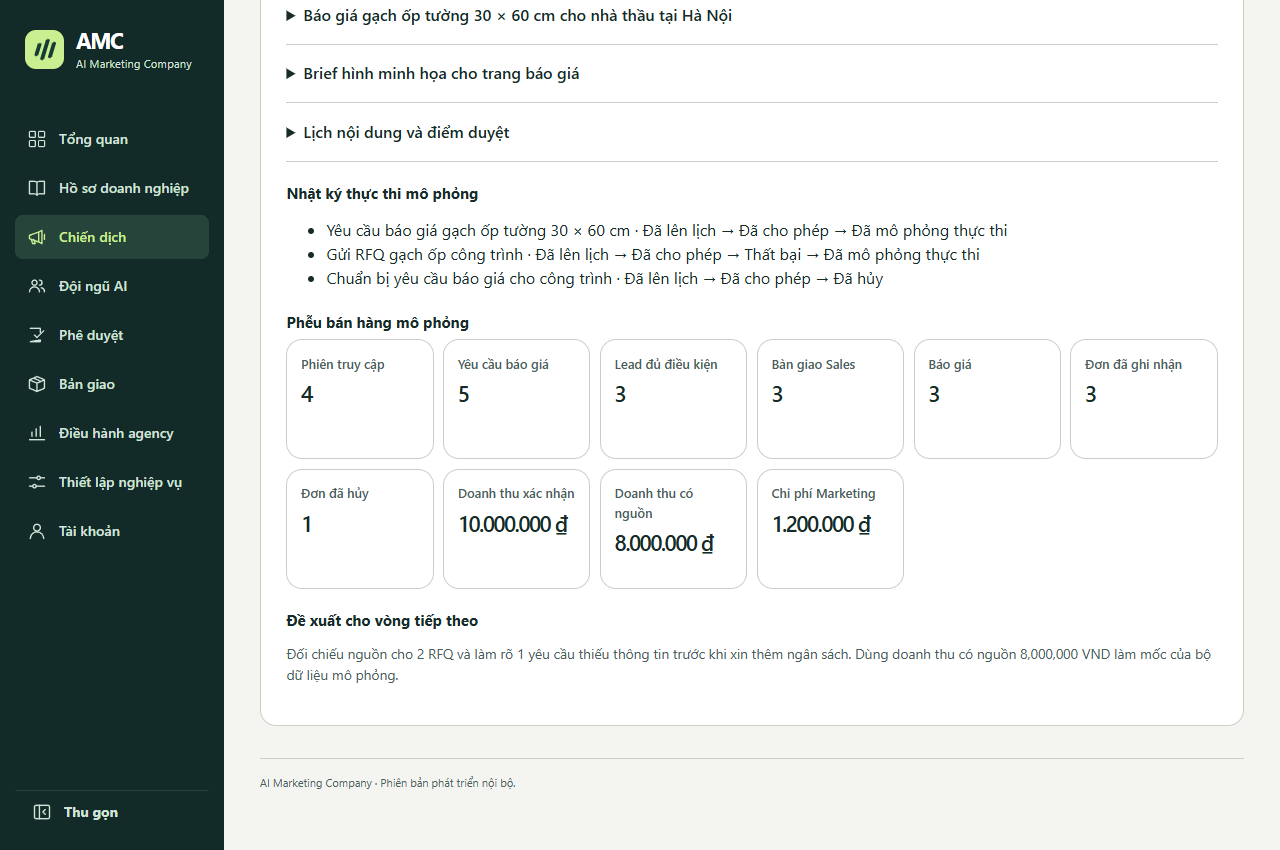 AMC
AI Marketing Company
Tổng quan
Hồ sơ doanh nghiệp
Chiến dịch
Đội ngũ AI
Phê duyệt
Bản giao
Điều hành agency
Thiết lập nghiệp vụ
Tài khoản
Thu gọn
Báo giá gạch ốp tường 30 × 60 cm cho nhà thầu tại Hà Nội
Brief hình minh họa cho trang báo giá
Lịch nội dung và điểm duyệt
Nhật ký thực thi mô phỏng
Yêu cầu báo giá gạch ốp tường 30 × 60 cm · Đã lên lịch → Đã cho phép → Đã mô phỏng thực thi
Gửi RFQ gạch ốp công trình · Đã lên lịch → Đã cho phép → Thất bại → Đã mô phỏng thực thi
Chuẩn bị yêu cầu báo giá cho công trình · Đã lên lịch → Đã cho phép → Đã hủy
Phễu bán hàng mô phỏng
Phiên truy cập
4
Yêu cầu báo giá
5
Lead đủ điều kiện
3
Bàn giao Sales
3
Báo giá
3
Đơn đã ghi nhận
3
Đơn đã hủy
1
Doanh thu xác nhận
10.000.000 ₫
Doanh thu có
nguồn
8.000.000 ₫
Chi phí Marketing
1.200.000 ₫
Đề xuất cho vòng tiếp theo
Đối chiếu nguồn cho 2 RFQ và làm rõ 1 yêu cầu thiếu thông tin trước khi xin thêm ngân sách. Dùng doanh thu có nguồn 8,000,000 VND làm mốc của bộ
dữ liệu mô phỏng.
AI Marketing Company · Phiên bản phát triển nội bộ.